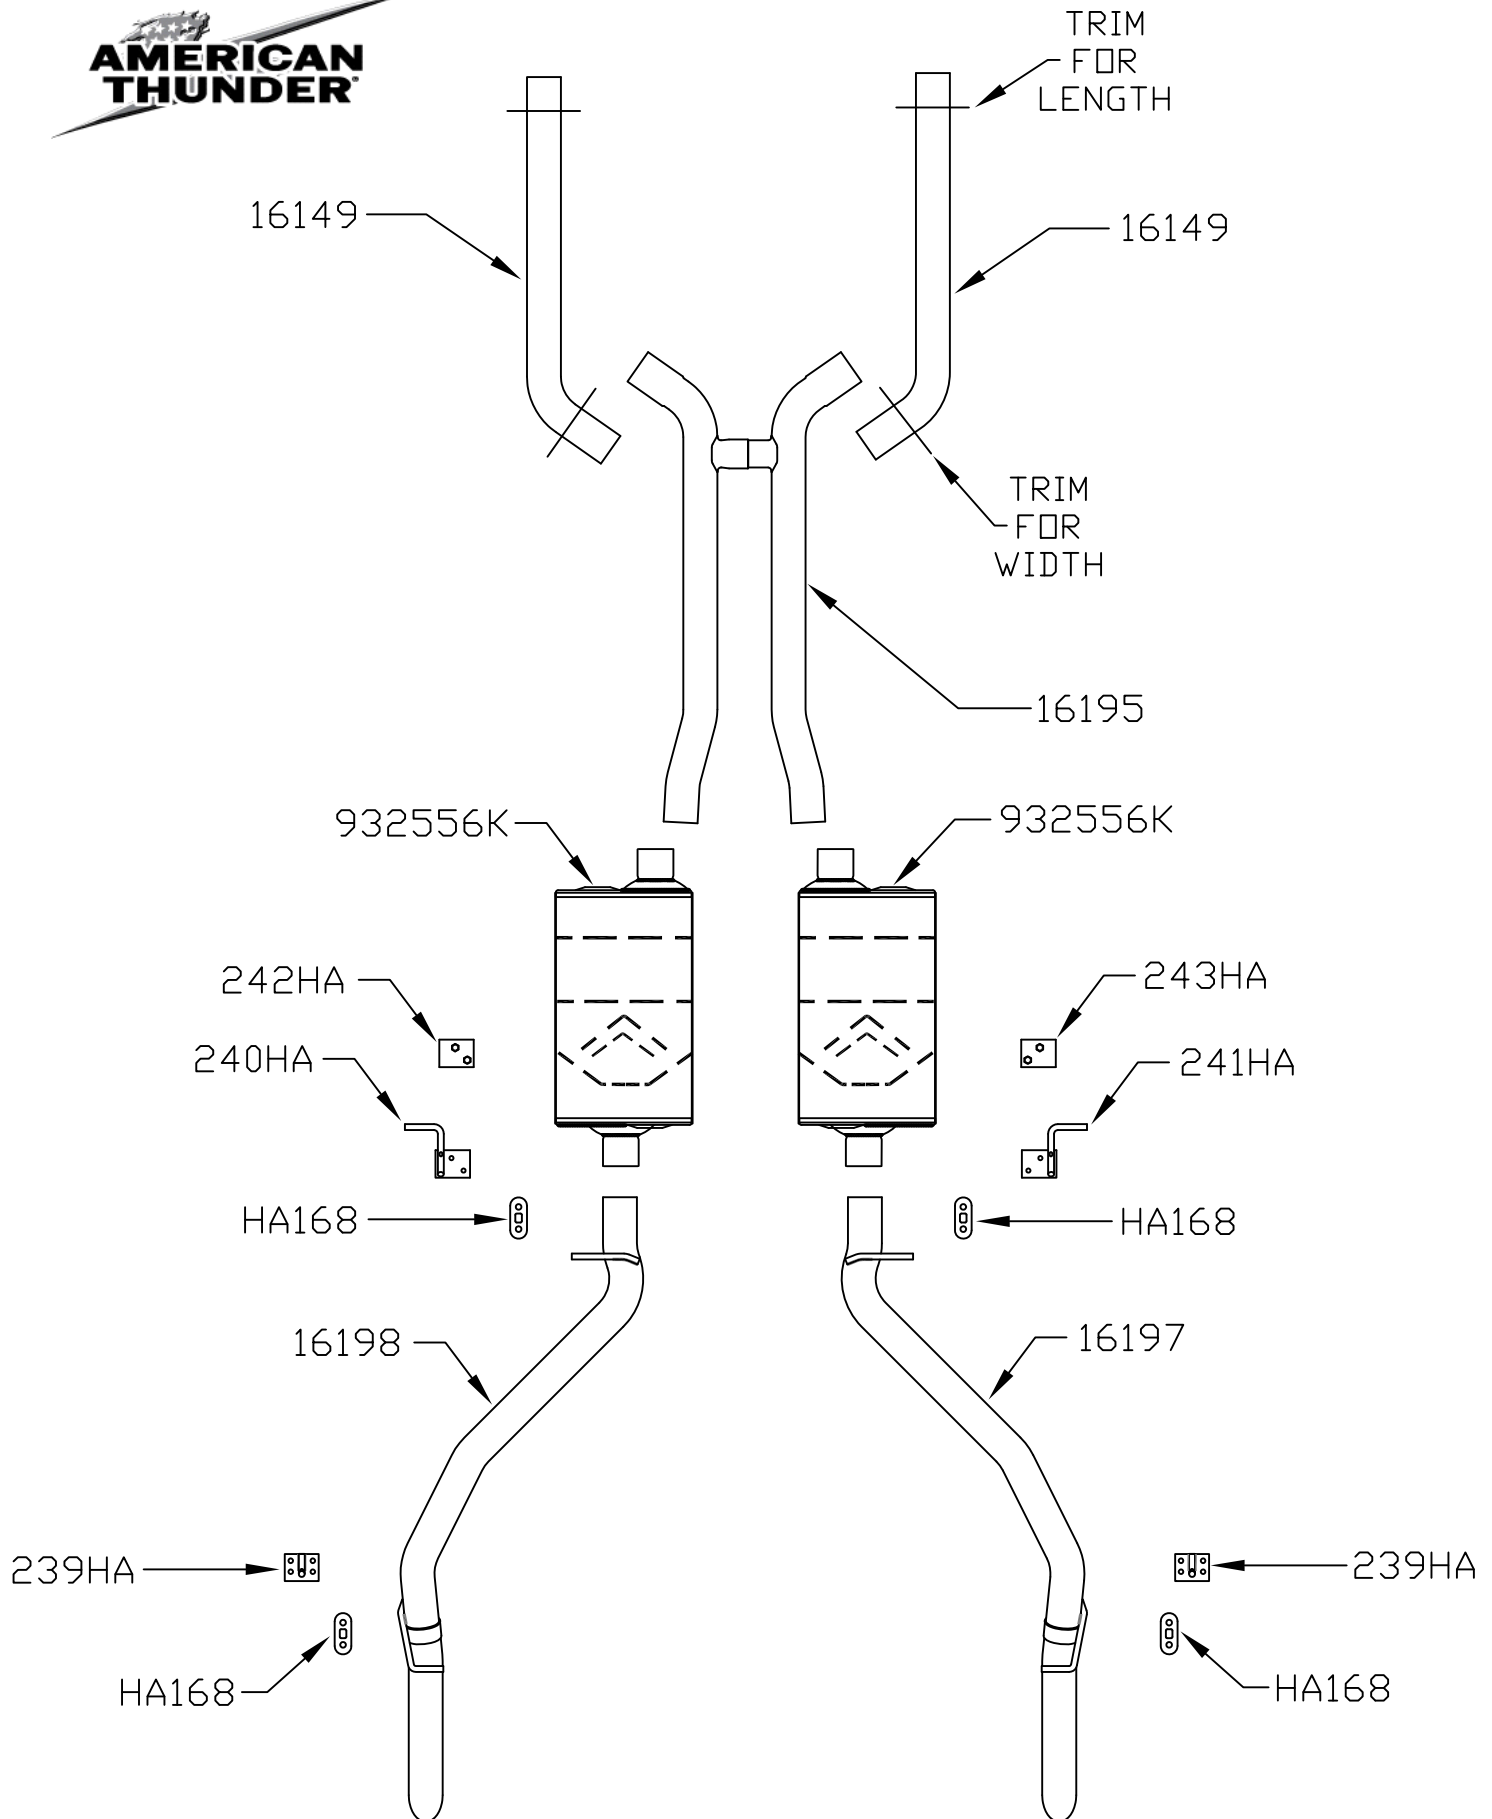 AMERICAN
THUNDER®
TRIM
FOR
LENGTH
16149
16149
TRIM
FOR
WIDTH
16195
932556K
932556K
242HA
243HA
240HA
241HA
HA168
HA168
16198
16197
239HA
239HA
HA168
HA168